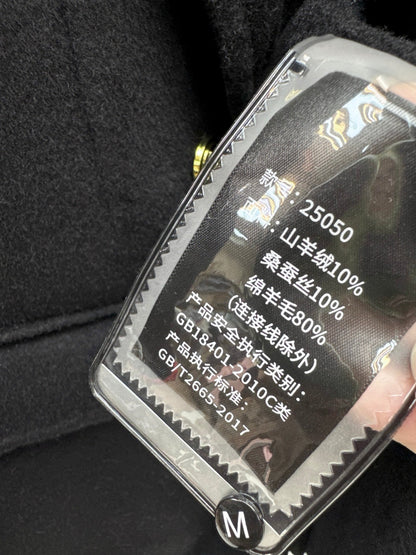 款号：25050
：山羊绒10%
桑蚕丝10%
绵羊毛80%
(连接线除外)
产品安全执行类别：
GB18401-2010C类
产品执行标准：
GB/T2665-2017
M